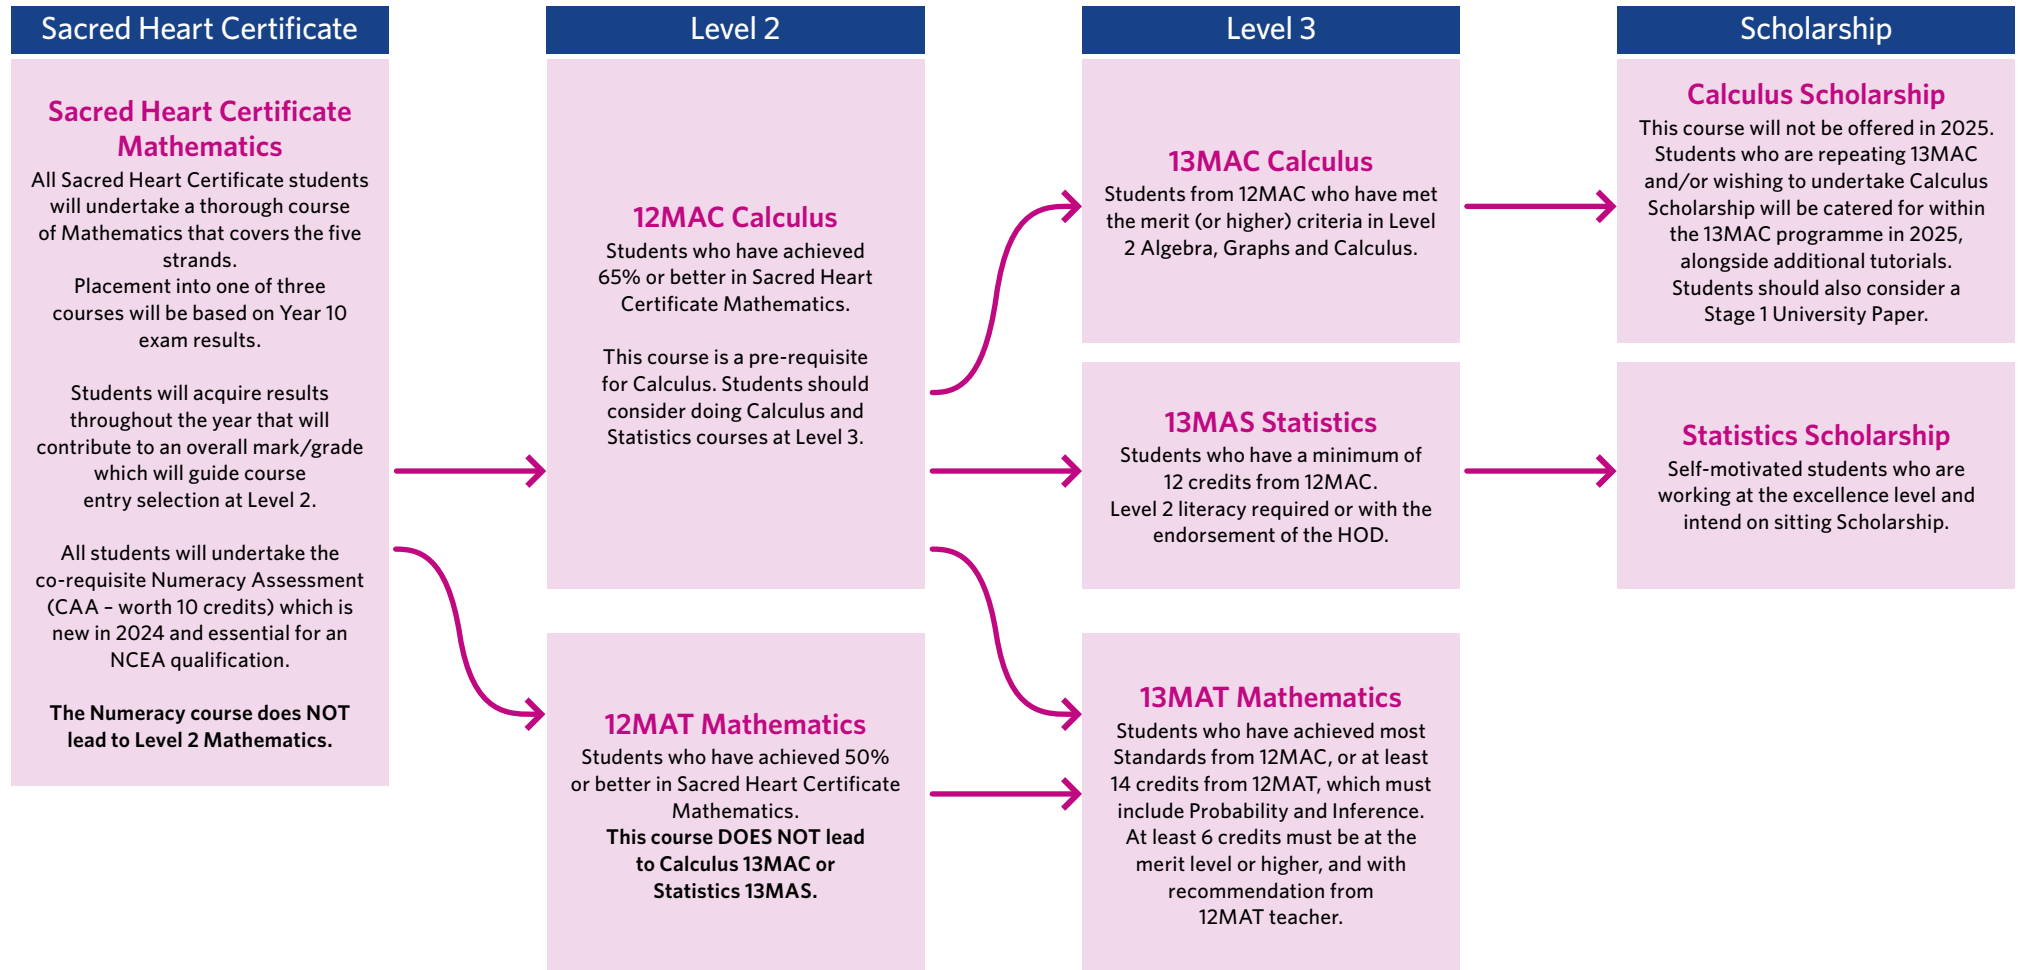 Sacred Heart Certificate
Sacred Heart Certificate
Mathematics
All Sacred Heart Certificate students
will undertake a thorough course
of Mathematics that covers the five
strands.
Placement into one of three
courses will be based on Year 10
exam results.
Students will acquire results
throughout the year that will
contribute to an overall mark/grade
which will guide course
entry selection at Level 2.
All students will undertake the
co-requisite Numeracy Assessment
(CAA – worth 10 credits) which is
new in 2024 and essential for an
NCEA qualification.
The Numeracy course does NOT
lead to Level 2 Mathematics.
Level 2
12MAC Calculus
Students who have achieved
65% or better in Sacred Heart
Certificate Mathematics.
This course is a pre-requisite
for Calculus. Students should
consider doing Calculus and
Statistics courses at Level 3.
12MAT Mathematics
Students who have achieved 50%
or better in Sacred Heart Certificate
Mathematics.
This course DOES NOT lead
to Calculus 13MAC or
Statistics 13MAS.
Level 3
13MAC Calculus
Students from 12MAC who have met
the merit (or higher) criteria in Level
2 Algebra, Graphs and Calculus.
13MAS Statistics
Students who have a minimum of
12 credits from 12MAC.
Level 2 literacy required or with the
endorsement of the HOD.
13MAT Mathematics
Students who have achieved most
Standards from 12MAC, or at least
14 credits from 12MAT, which must
include Probability and Inference.
At least 6 credits must be at the
merit level or higher, and with
recommendation from
12MAT teacher.
Scholarship
Calculus Scholarship
This course will not be offered in 2025.
Students who are repeating 13MAC
and/or wishing to undertake Calculus
Scholarship will be catered for within
the 13MAC programme in 2025,
alongside additional tutorials.
Students should also consider a
Stage 1 University Paper.
Statistics Scholarship
Self-motivated students who are
working at the excellence level and
intend on sitting Scholarship.